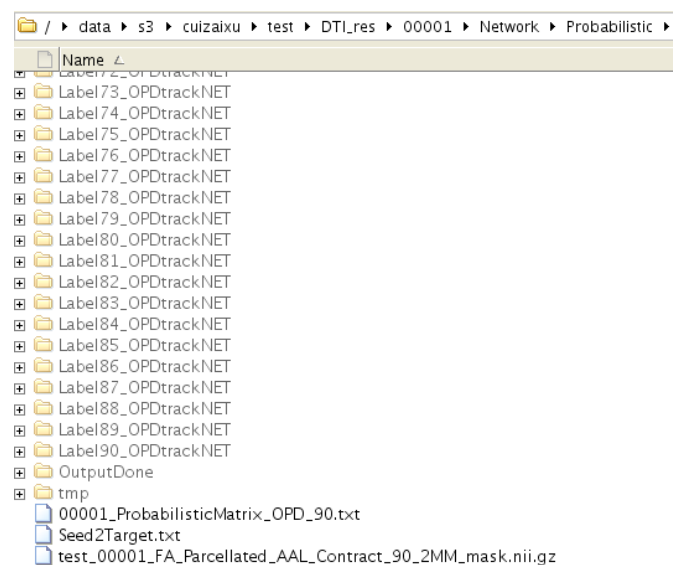 / data s3 cuizaixu test DTI_res 00001 Network Probabilistic
Name
Label72_OPDtrackNET
Label73_OPDtrackNET
Label74_OPDtrackNET
Label75_OPDtrackNET
Label76_OPDtrackNET
Label77_OPDtrackNET
Label78_OPDtrackNET
Label79_OPDtrackNET
Label80_OPDtrackNET
Label81_OPDtrackNET
Label82_OPDtrackNET
Label83_OPDtrackNET
Label84_OPDtrackNET
Label85_OPDtrackNET
Label86_OPDtrackNET
Label87_OPDtrackNET
Label88_OPDtrackNET
Label89_OPDtrackNET
Label90_OPDtrackNET
OutputDone
tmp
00001_ProbabilisticMatrix_OPD_90.txt
Seed2Target.txt
test_00001_FA_Parcellated_AAL_Contract_90_2MM_mask.nii.gz